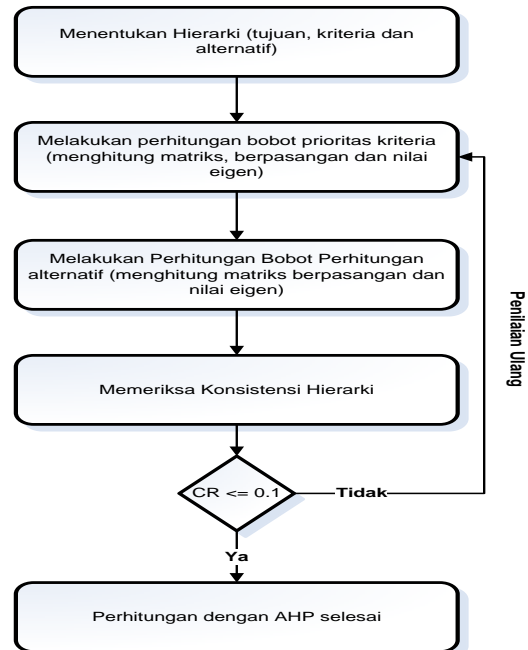 Menentukan Hierarki (tujuan, kriteria dan
alternatif)
Melakukan perhitungan bobot prioritas kriteria
(menghitung matriks, berpasangan dan nilai
eigen)
Melakukan Perhitungan Bobot Perhitungan
alternatif (menghitung matriks berpasangan dan
nilai eigen)
Penilaian Ulang
Memeriksa Konsistensi Hierarki
CR <= 0.1
Tidak
Ya
Perhitungan dengan AHP selesai